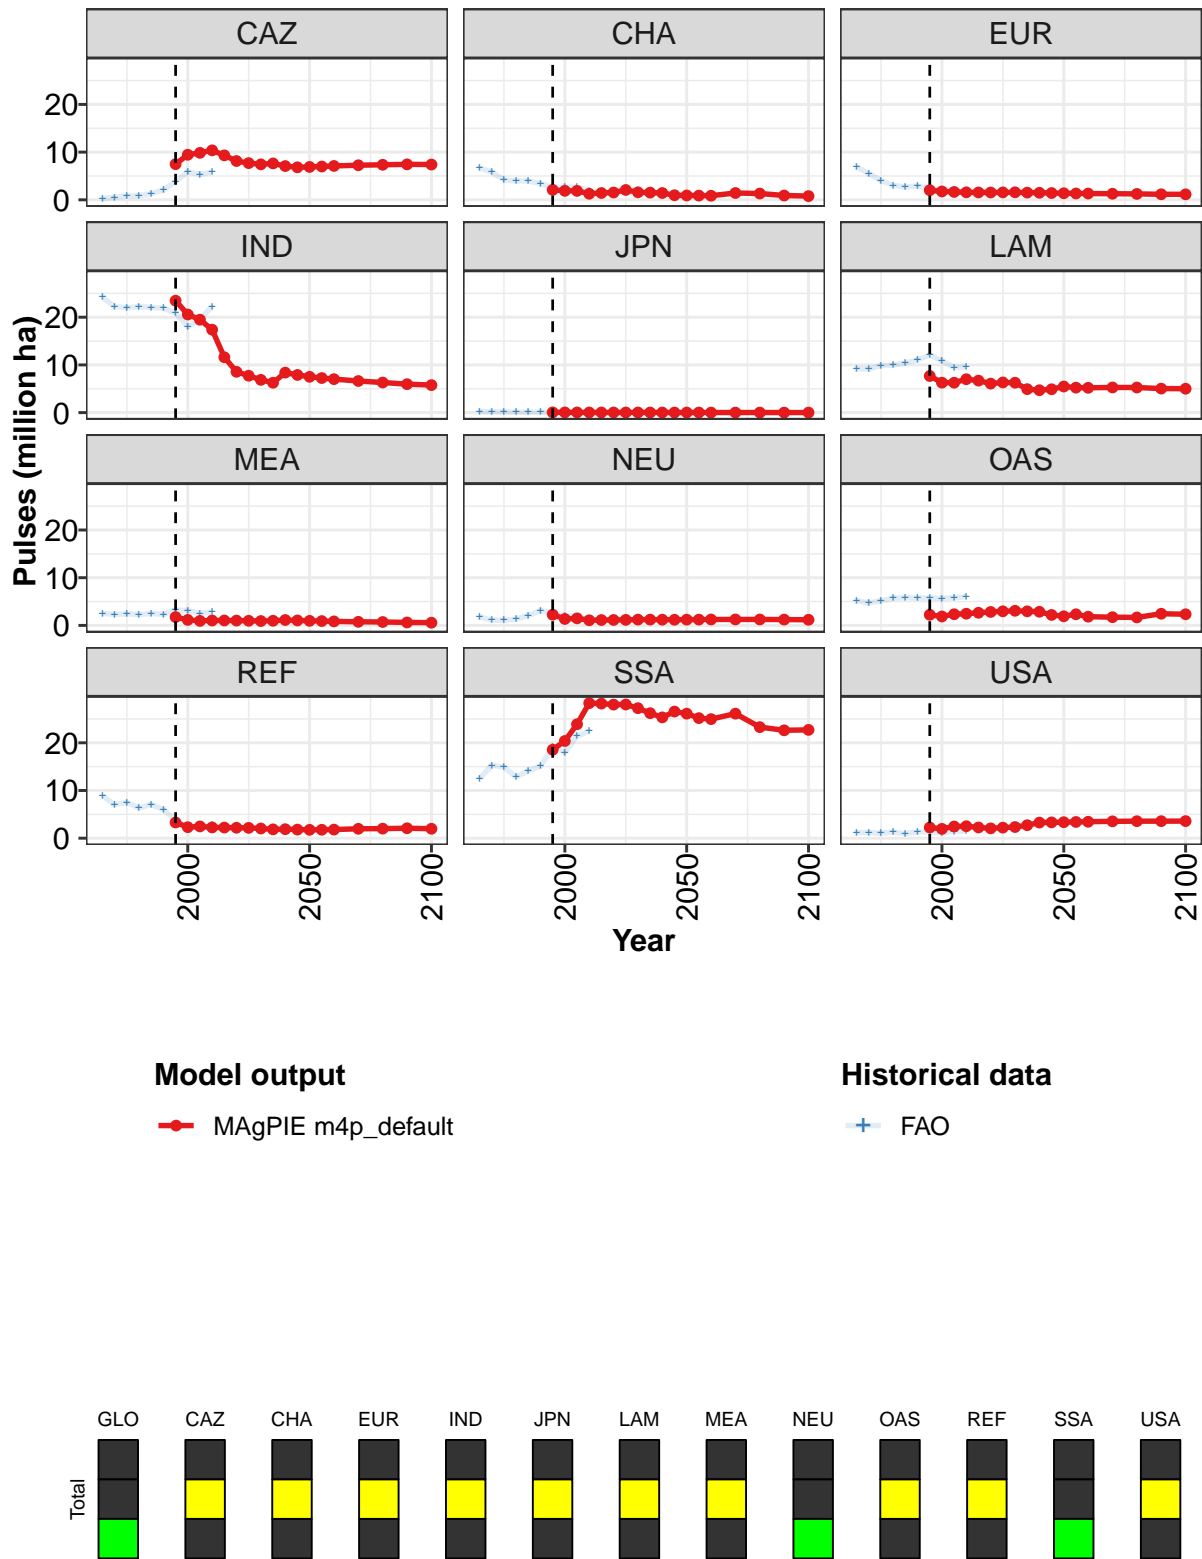 CAZ CHA EUR
20
10
0
IND JPN LAM
20
10
0
MEA NEU OAS
20
10
0
REF SSA USA
20
10
0
Pulses (million ha)
2000 2050 2100 2000 2050 2100 2000 2050 2100
Year
Model output
MAgPIE m4p_default
Historical data
FAO
GLO CAZ CHA EUR IND JPN LAM MEA NEU OAS REF SSA USA
Total